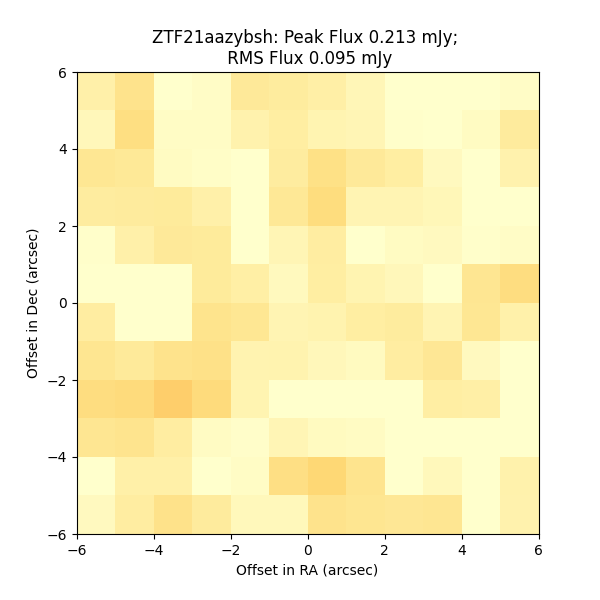 ZTF21aazybsh: Peak Flux 0.213 mJy;
RMS Flux 0.095 mJy
6
4
2
0
−2
−4
−6
Offset in Dec (arcsec)
−6 −4 −2 0 2 4 6
Offset in RA (arcsec)